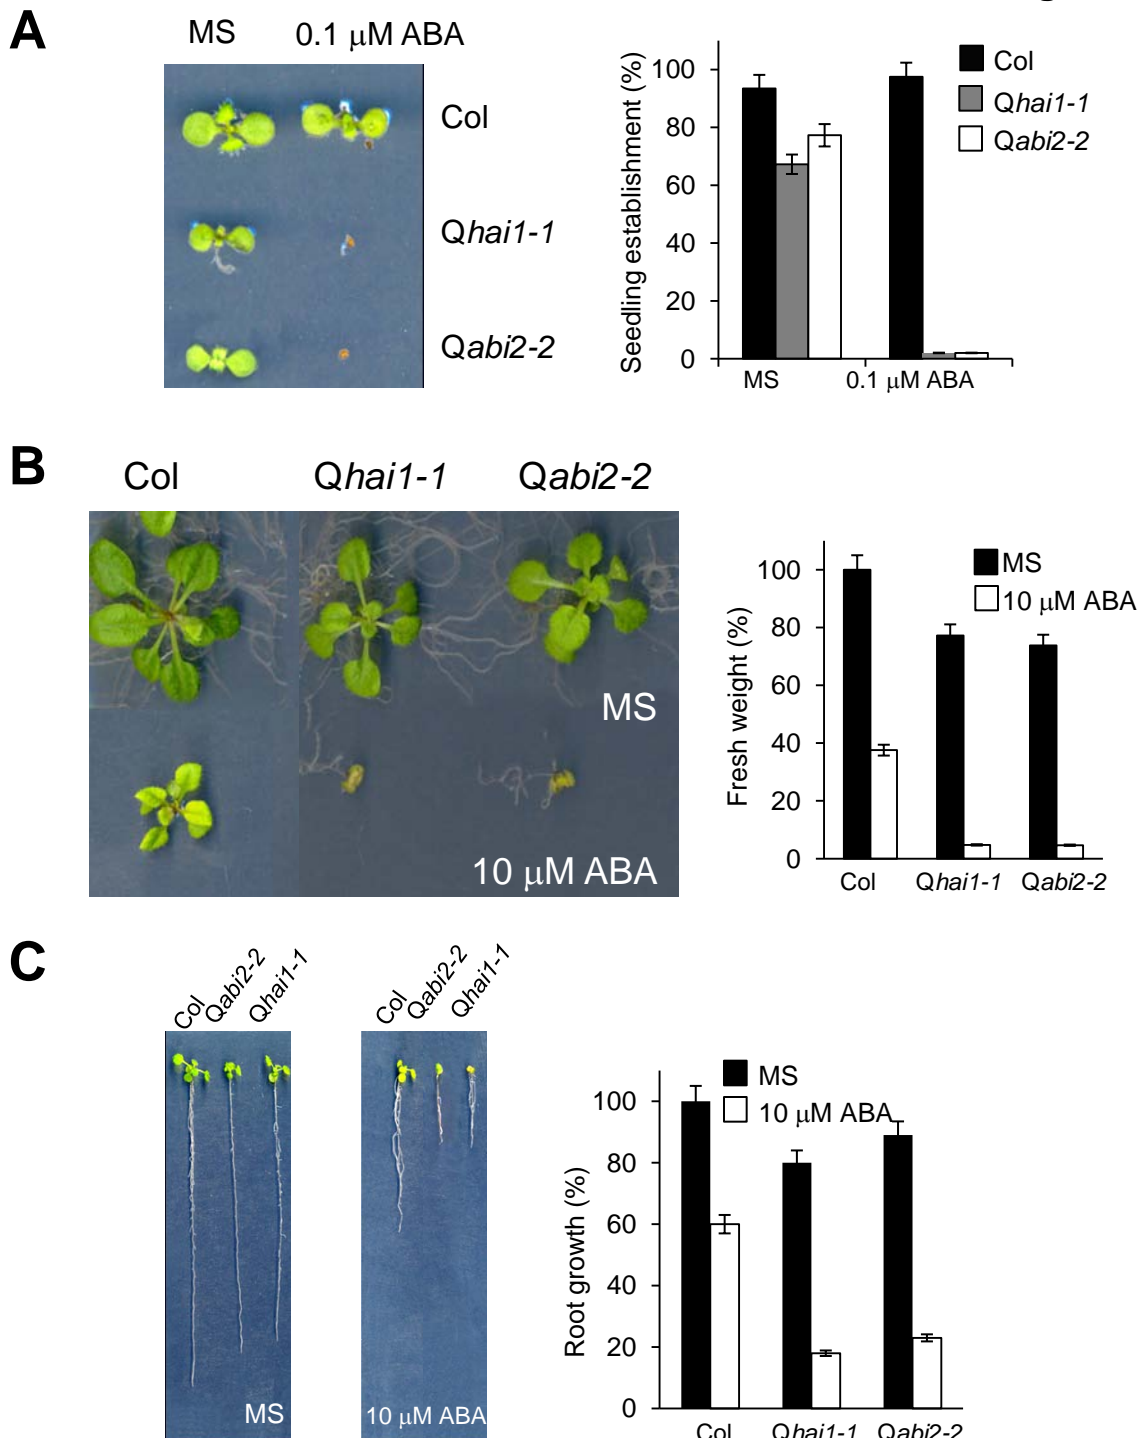 A
MS 0.1 μM ABA
Col
Qhai1-1
Qabi2-2
Seedling establishment (%)
100
80
60
40
20
0
MS 0.1 μM ABA
Col
Qhai1-1
Qabi2-2
B
Col Qhai1-1 Qabi2-2
MS
10 μM ABA
Fresh weight (%)
100
80
60
40
20
0
Col Qhai1-1 Qabi2-2
MS
10 μM ABA
C
Col Qabi2-2 Qhai1-1
MS
Col Qabi2-2 Qhai1-1
10 μM ABA
Root growth (%)
100
80
60
40
20
0
Col Qhai1-1 Qabi2-2
MS
10 μM ABA